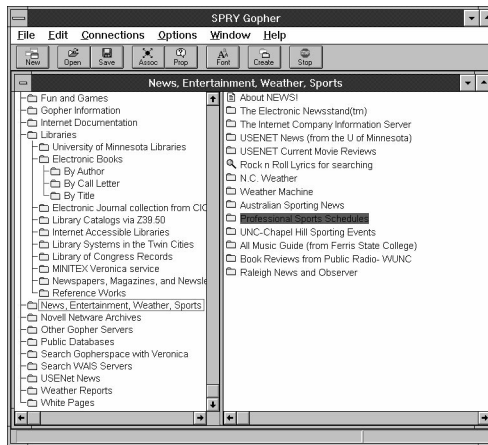 SPRY Gopher
File Edit Connections Options Window Help
New Open Save Assoc Prop Font Create Stop
News, Entertainment, Weather, Sports
Fun and Games
Gopher Information
Internet Documentation
Libraries
University of Minnesota Libraries
Electronic Books
By Author
By Call Letter
By Title
Electronic Journal collection from CIC
Library Catalogs via Z39.50
Internet Accessible Libraries
Library Systems in the Twin Cities
Library of Congress Records
MINITEX Veronica service
Newspapers, Magazines, and Newsle
Reference Works
News, Entertainment, Weather, Sports
Novell Netware Archives
Other Gopher Servers
Public Databases
Search Gopherspace with Veronica
Search WAIS Servers
USENet News
Weather Reports
White Pages
About NEWS!
The Electronic Newsstand(tm)
The Internet Company Information Server
USENET News (from the U of Minnesota)
USENET Current Movie Reviews
Rock n Roll Lyrics for searching
N.C. Weather
Weather Machine
Australian Sporting News
Professional Sports Schedules
UNC-Chapel Hill Sporting Events
All Music Guide (from Ferris State College)
Book Reviews from Public Radio- WUNC
Raleigh News and Observer